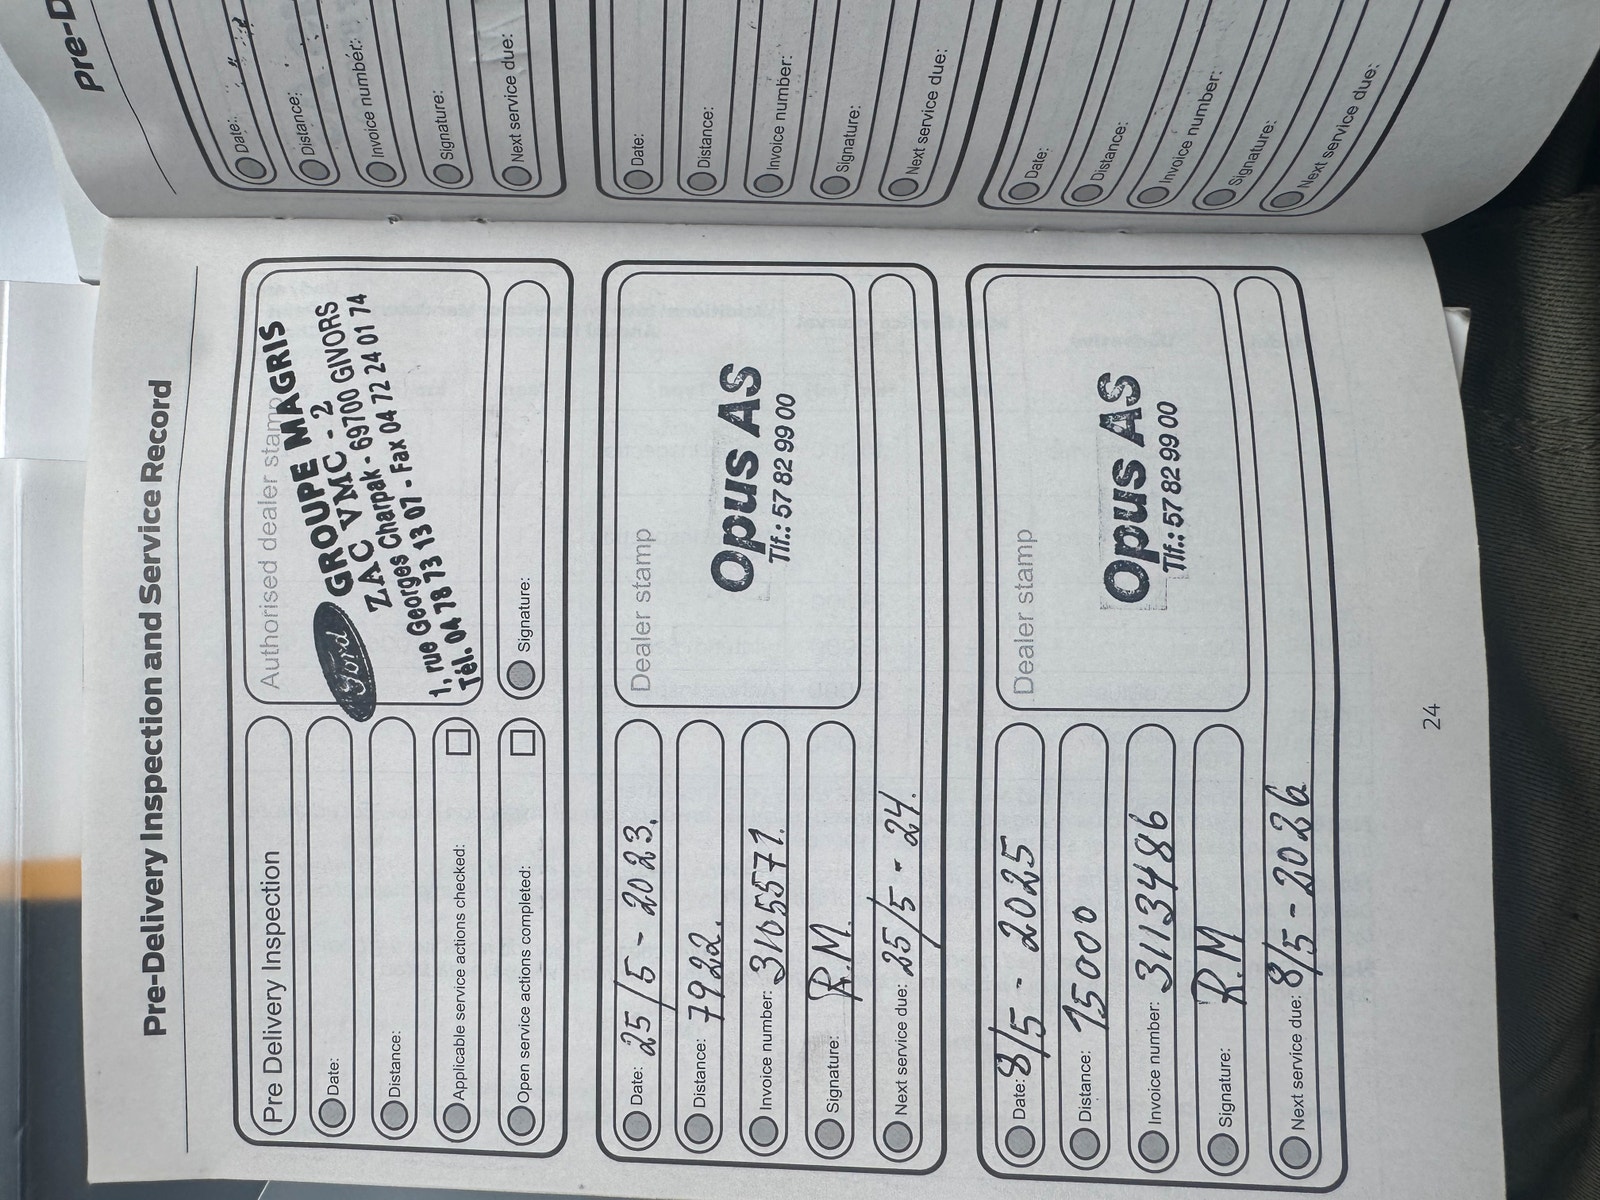 Pre-Delivery Inspection and Service Record
Pre Delivery Inspection
Date:
Distance:
Applicable service actions checked:
Open service actions completed:
Authorised dealer stamp
Ford
GROUPE MAGRIS
ZAC VMC - 2
1, rue Georges Charpak - 69700 GIVORS
Tél. 04 78 73 13 07 - Fax 04 72 24 01 74
Signature:
Date: 25/5 - 2023.
Distance: 7922.
Invoice number: 3105571.
Signature: R.M.
Next service due: 25/5 - 24.
Dealer stamp
Opus AS
Tlf.: 57 82 99 00
Date: 8/5 - 2025
Distance: 15000
Invoice number: 3113486
Signature: R.M
Next service due: 8/5 - 2026
Dealer stamp
Opus AS
Tlf.: 57 82 99 00
24
Pre-D
Date:
Distance:
Invoice number:
Signature:
Next service due:
Date:
Distance:
Invoice number:
Signature:
Next service due:
Date:
Distance:
Invoice number:
Signature:
Next service due: